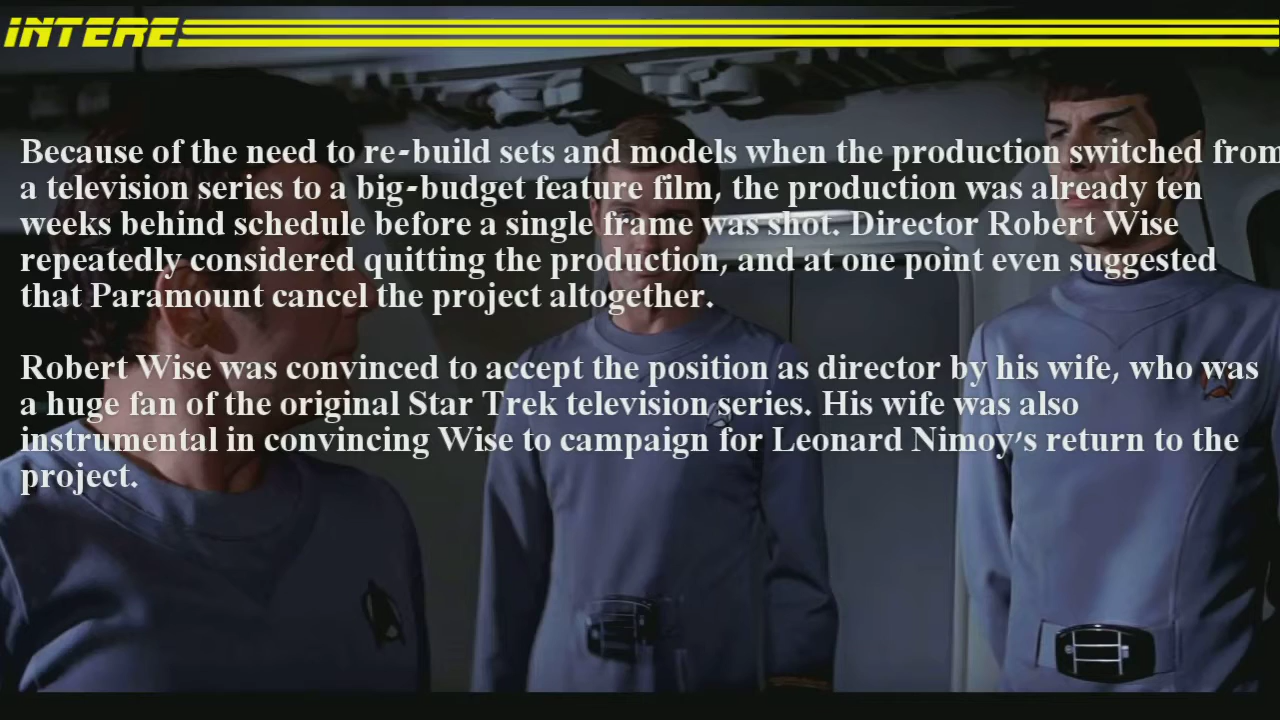 INTERE
Because of the need to re-build sets and models when the production switched from
a television series to a big-budget feature film, the production was already ten
weeks behind schedule before a single frame was shot. Director Robert Wise
repeatedly considered quitting the production, and at one point even suggested
that Paramount cancel the project altogether.
Robert Wise was convinced to accept the position as director by his wife, who was
a huge fan of the original Star Trek television series. His wife was also
instrumental in convincing Wise to campaign for Leonard Nimoy's return to the
project.